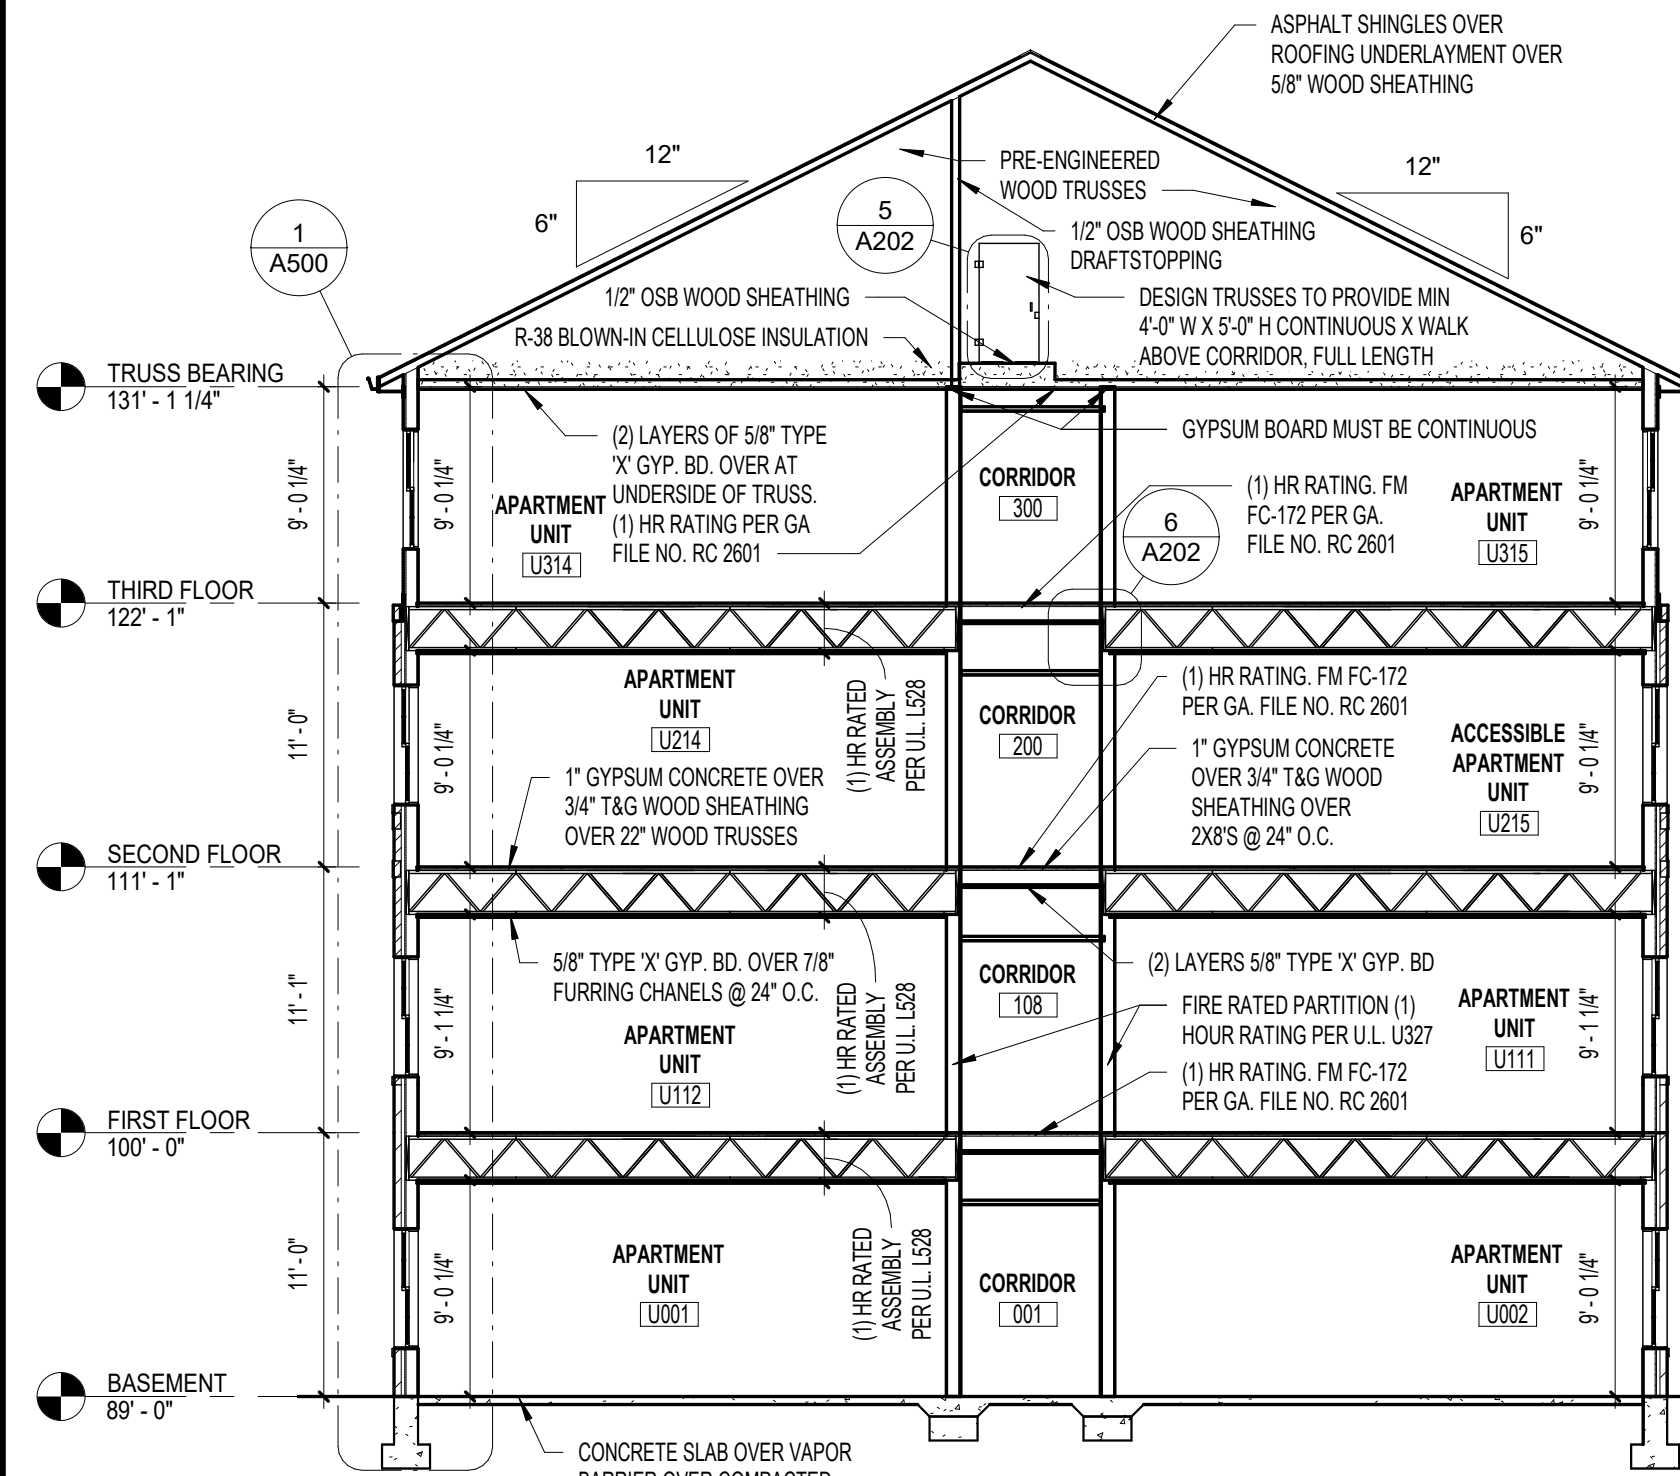 ASPHALT SHINGLES OVER
ROOFING UNDERLAYMENT OVER
5/8" WOOD SHEATHING
12"
6"
12"
6"
PRE-ENGINEERED
WOOD TRUSSES
1
A500
5
A202
1/2" OSB WOOD SHEATHING
DRAFTSTOPPING
1/2" OSB WOOD SHEATHING
R-38 BLOWN-IN CELLULOSE INSULATION
DESIGN TRUSSES TO PROVIDE MIN
4'-0" W X 5'-0" H CONTINUOUS X WALK
ABOVE CORRIDOR, FULL LENGTH
TRUSS BEARING
131' - 1 1/4"
GYPSUM BOARD MUST BE CONTINUOUS
9' - 0 1/4"
9' - 0 1/4"
(2) LAYERS OF 5/8" TYPE
'X' GYP. BD. OVER AT
UNDERSIDE OF TRUSS.
(1) HR RATING PER GA
FILE NO. RC 2601
APARTMENT
UNIT
U314
CORRIDOR
300
(1) HR RATING. FM
FC-172 PER GA.
FILE NO. RC 2601
6
A202
APARTMENT
UNIT
U315
9' - 0 1/4"
THIRD FLOOR
122' - 1"
11' - 0"
9' - 0 1/4"
APARTMENT
UNIT
U214
(1) HR RATED
ASSEMBLY
PER U.L. L528
CORRIDOR
200
(1) HR RATING. FM FC-172
PER GA. FILE NO. RC 2601
1" GYPSUM CONCRETE
OVER 3/4" T&G WOOD
SHEATHING OVER
2X8'S @ 24" O.C.
ACCESSIBLE
APARTMENT
UNIT
U215
9' - 0 1/4"
1" GYPSUM CONCRETE OVER
3/4" T&G WOOD SHEATHING
OVER 22" WOOD TRUSSES
SECOND FLOOR
111' - 1"
11' - 1"
9' - 1 1/4"
5/8" TYPE 'X' GYP. BD. OVER 7/8"
FURRING CHANELS @ 24" O.C.
APARTMENT
UNIT
U112
(1) HR RATED
ASSEMBLY
PER U.L. L528
CORRIDOR
108
(2) LAYERS 5/8" TYPE 'X' GYP. BD
FIRE RATED PARTITION (1)
HOUR RATING PER U.L. U327
(1) HR RATING. FM FC-172
PER GA. FILE NO. RC 2601
APARTMENT
UNIT
U111
9' - 1 1/4"
FIRST FLOOR
100' - 0"
11' - 0"
9' - 0 1/4"
APARTMENT
UNIT
U001
(1) HR RATED
ASSEMBLY
PER U.L. L528
CORRIDOR
001
APARTMENT
UNIT
U002
9' - 0 1/4"
BASEMENT
89' - 0"
CONCRETE SLAB OVER VAPOR
BARRIER OVER COMPACTED